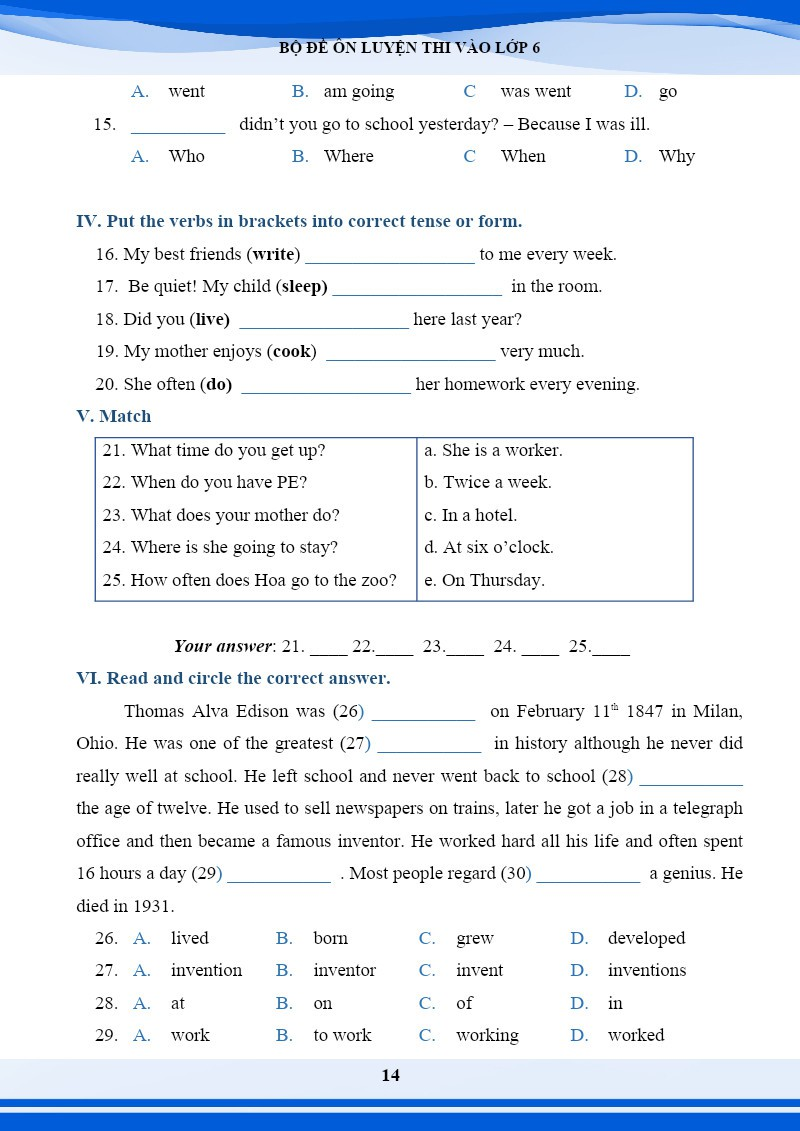 BỘ ĐỀ ÔN LUYỆN THI VÀO LỚP 6
A. went B. am going C was went D. go
15. __________ didn’t you go to school yesterday? – Because I was ill.
A. Who B. Where C When D. Why
IV. Put the verbs in brackets into correct tense or form.
16. My best friends (write) __________________ to me every week.
17. Be quiet! My child (sleep) __________________ in the room.
18. Did you (live) __________________ here last year?
19. My mother enjoys (cook) __________________ very much.
20. She often (do) __________________ her homework every evening.
V. Match
21. What time do you get up? a. She is a worker.
22. When do you have PE? b. Twice a week.
23. What does your mother do? c. In a hotel.
24. Where is she going to stay? d. At six o’clock.
25. How often does Hoa go to the zoo? e. On Thursday.
Your answer: 21. ____ 22.____ 23.____ 24. ____ 25.____
VI. Read and circle the correct answer.
Thomas Alva Edison was (26) ___________ on February 11th 1847 in Milan,
Ohio. He was one of the greatest (27) ___________ in history although he never did
really well at school. He left school and never went back to school (28) ___________
the age of twelve. He used to sell newspapers on trains, later he got a job in a telegraph
office and then became a famous inventor. He worked hard all his life and often spent
16 hours a day (29) ___________ . Most people regard (30) ___________ a genius. He
died in 1931.
26. A. lived B. born C. grew D. developed
27. A. invention B. inventor C. invent D. inventions
28. A. at B. on C. of D. in
29. A. work B. to work C. working D. worked
14